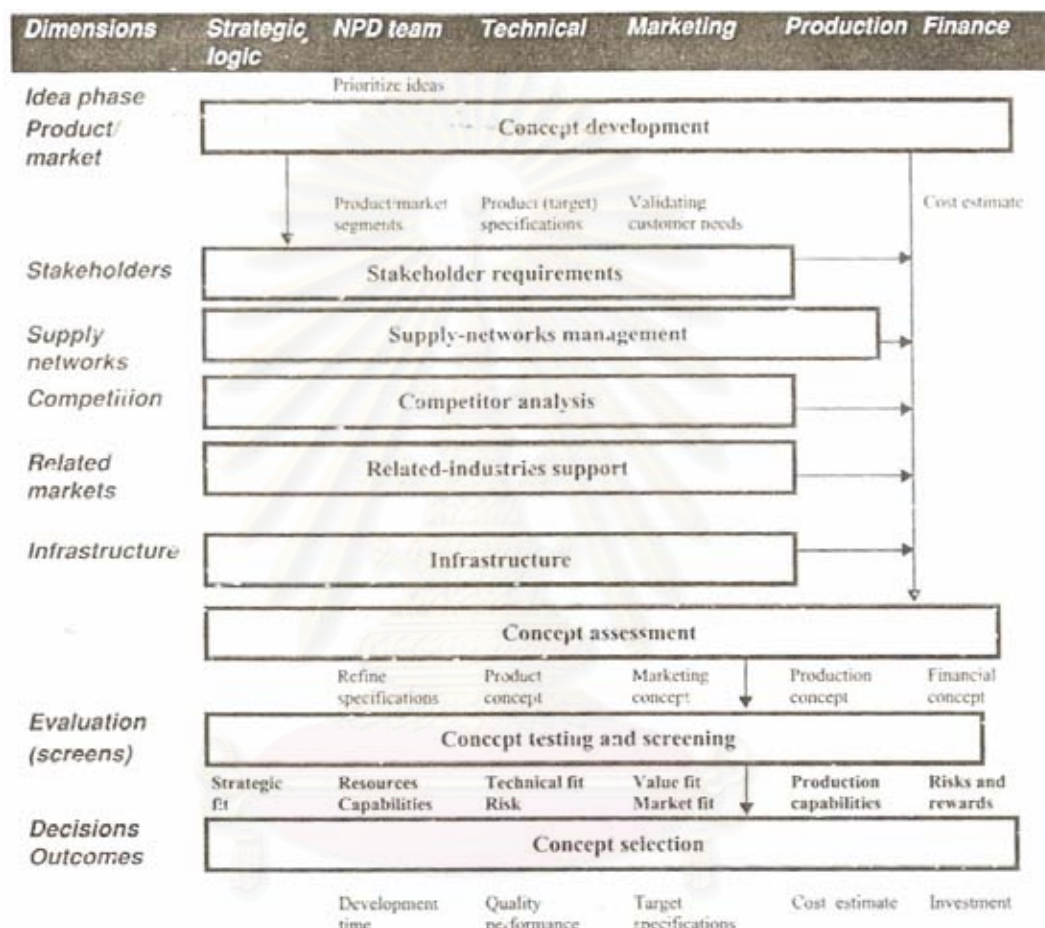 Dimensions Strategic logic NPD team Technical Marketing Production Finance
Prioritize ideas
Idea phase
Product/
market
Concept development
Product/market segments
Product (target) specifications
Validating customer needs
Cost estimate
Stakeholders
Stakeholder requirements
Supply
networks
Supply-networks management
Competition
Competitor analysis
Related
markets
Related-industries support
Infrastructure
Infrastructure
Concept assessment
Refine specifications
Product concept
Marketing concept
Production concept
Financial concept
Evaluation
(screens)
Concept testing and screening
Strategic fit
Resources Capabilities
Technical fit Risk
Value fit Market fit
Production capabilities
Risks and rewards
Decisions
Outcomes
Concept selection
Development time
Quality performance
Target specifications
Cost estimate
Investment